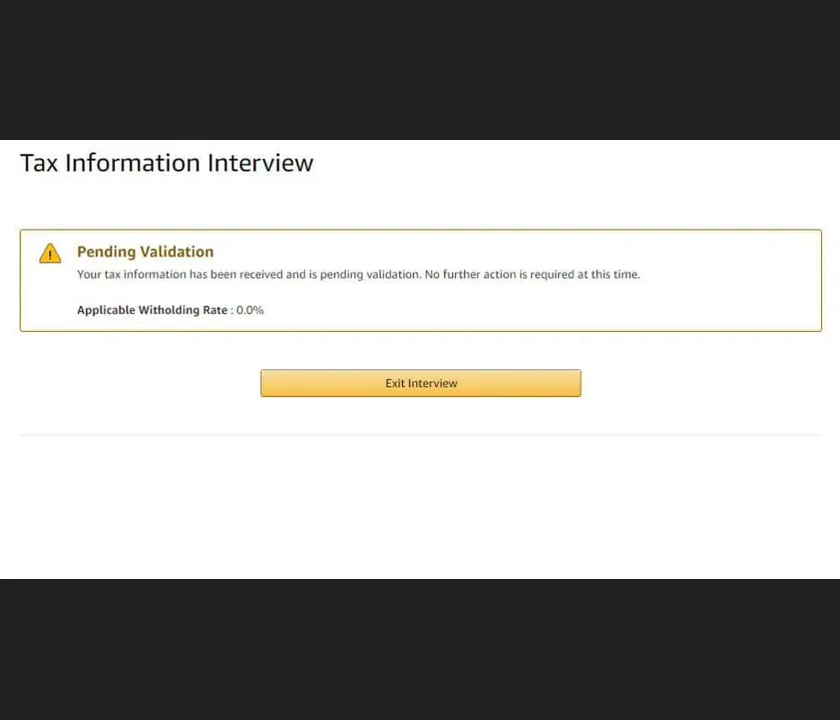 Tax Information Interview
Pending Validation
Your tax information has been received and is pending validation. No further action is required at this time.
Applicable Witholding Rate : 0.0%
Exit Interview